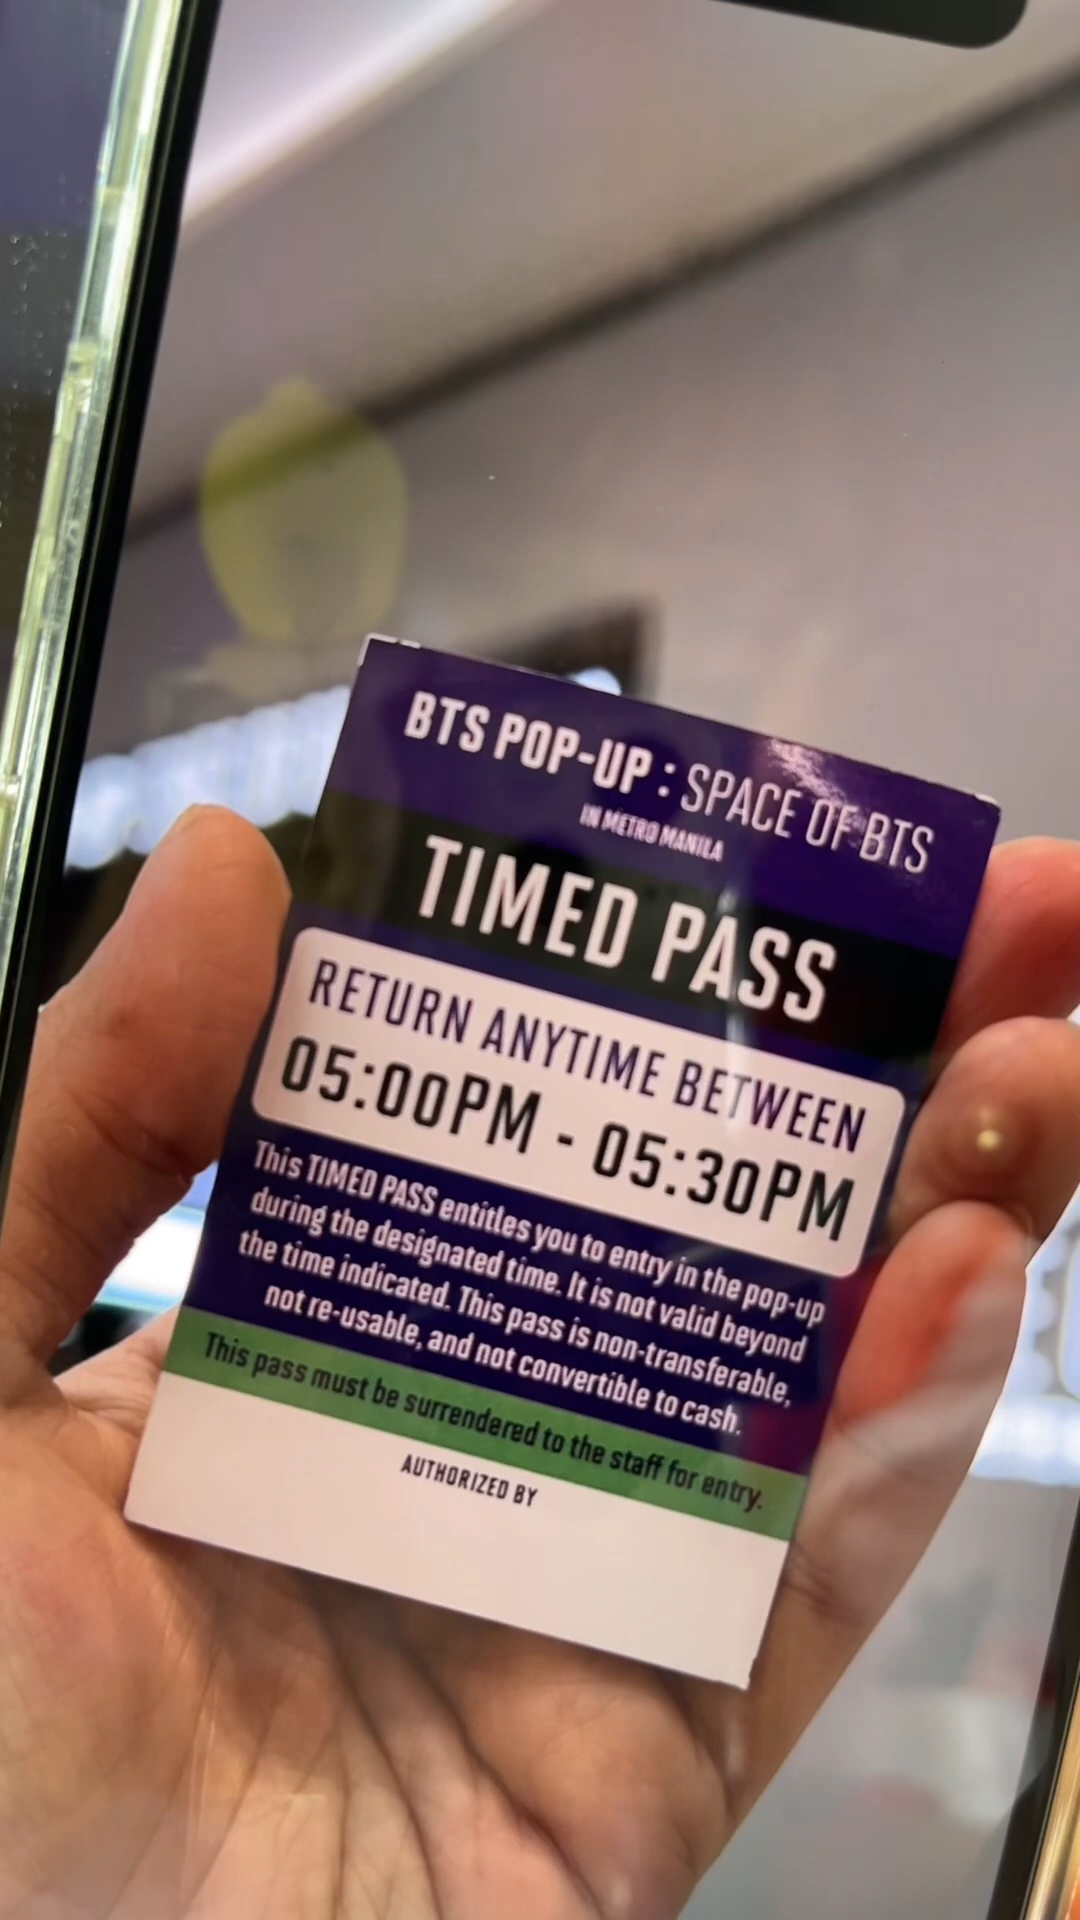 BTS POP-UP : SPACE OF BTS
IN METRO MANILA
TIMED PASS
RETURN ANYTIME BETWEEN
05:00PM - 05:30PM
This TIMED PASS entitles you to entry in the pop-up
during the designated time. It is not valid beyond
the time indicated. This pass is non-transferable,
not re-usable, and not convertible to cash.
This pass must be surrendered to the staff for entry.
AUTHORIZED BY